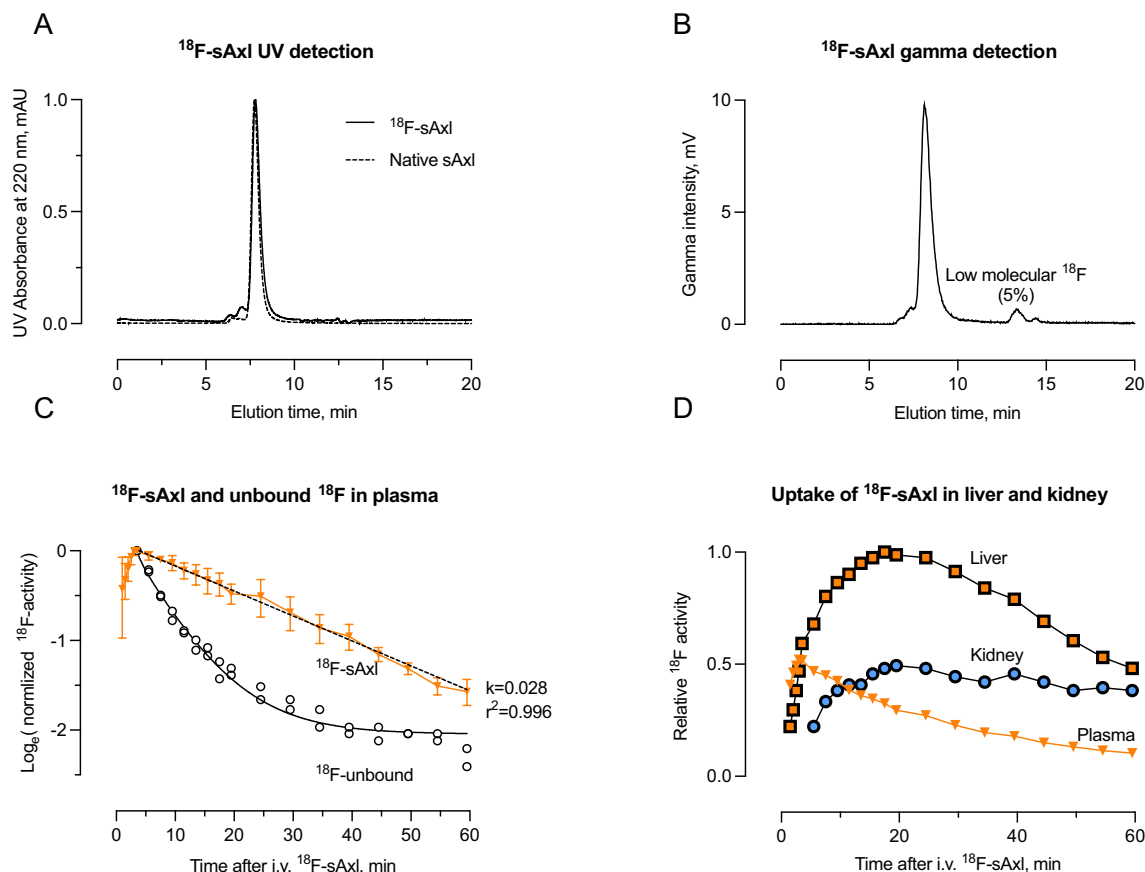 A
¹⁸F-sAxl UV detection
UV Absorbance at 220 nm, mAU
1.0
0.5
0.0
¹⁸F-sAxl
Native sAxl
0 5 10 15 20
Elution time, min
B
¹⁸F-sAxl gamma detection
Gamma intensity, mV
10
5
0
Low molecular ¹⁸F
(5%)
0 5 10 15 20
Elution time, min
C
¹⁸F-sAxl and unbound ¹⁸F in plasma
Logₑ( normlized ¹⁸F-activity)
0
-1
-2
¹⁸F-sAxl
k=0.028
r²=0.996
¹⁸F-unbound
0 10 20 30 40 50 60
Time after i.v. ¹⁸F-sAxl, min
D
Uptake of ¹⁸F-sAxl in liver and kidney
Relative ¹⁸F activity
1.0
0.5
0.0
Liver
Kidney
Plasma
0 20 40 60
Time after i.v. ¹⁸F-sAxl, min